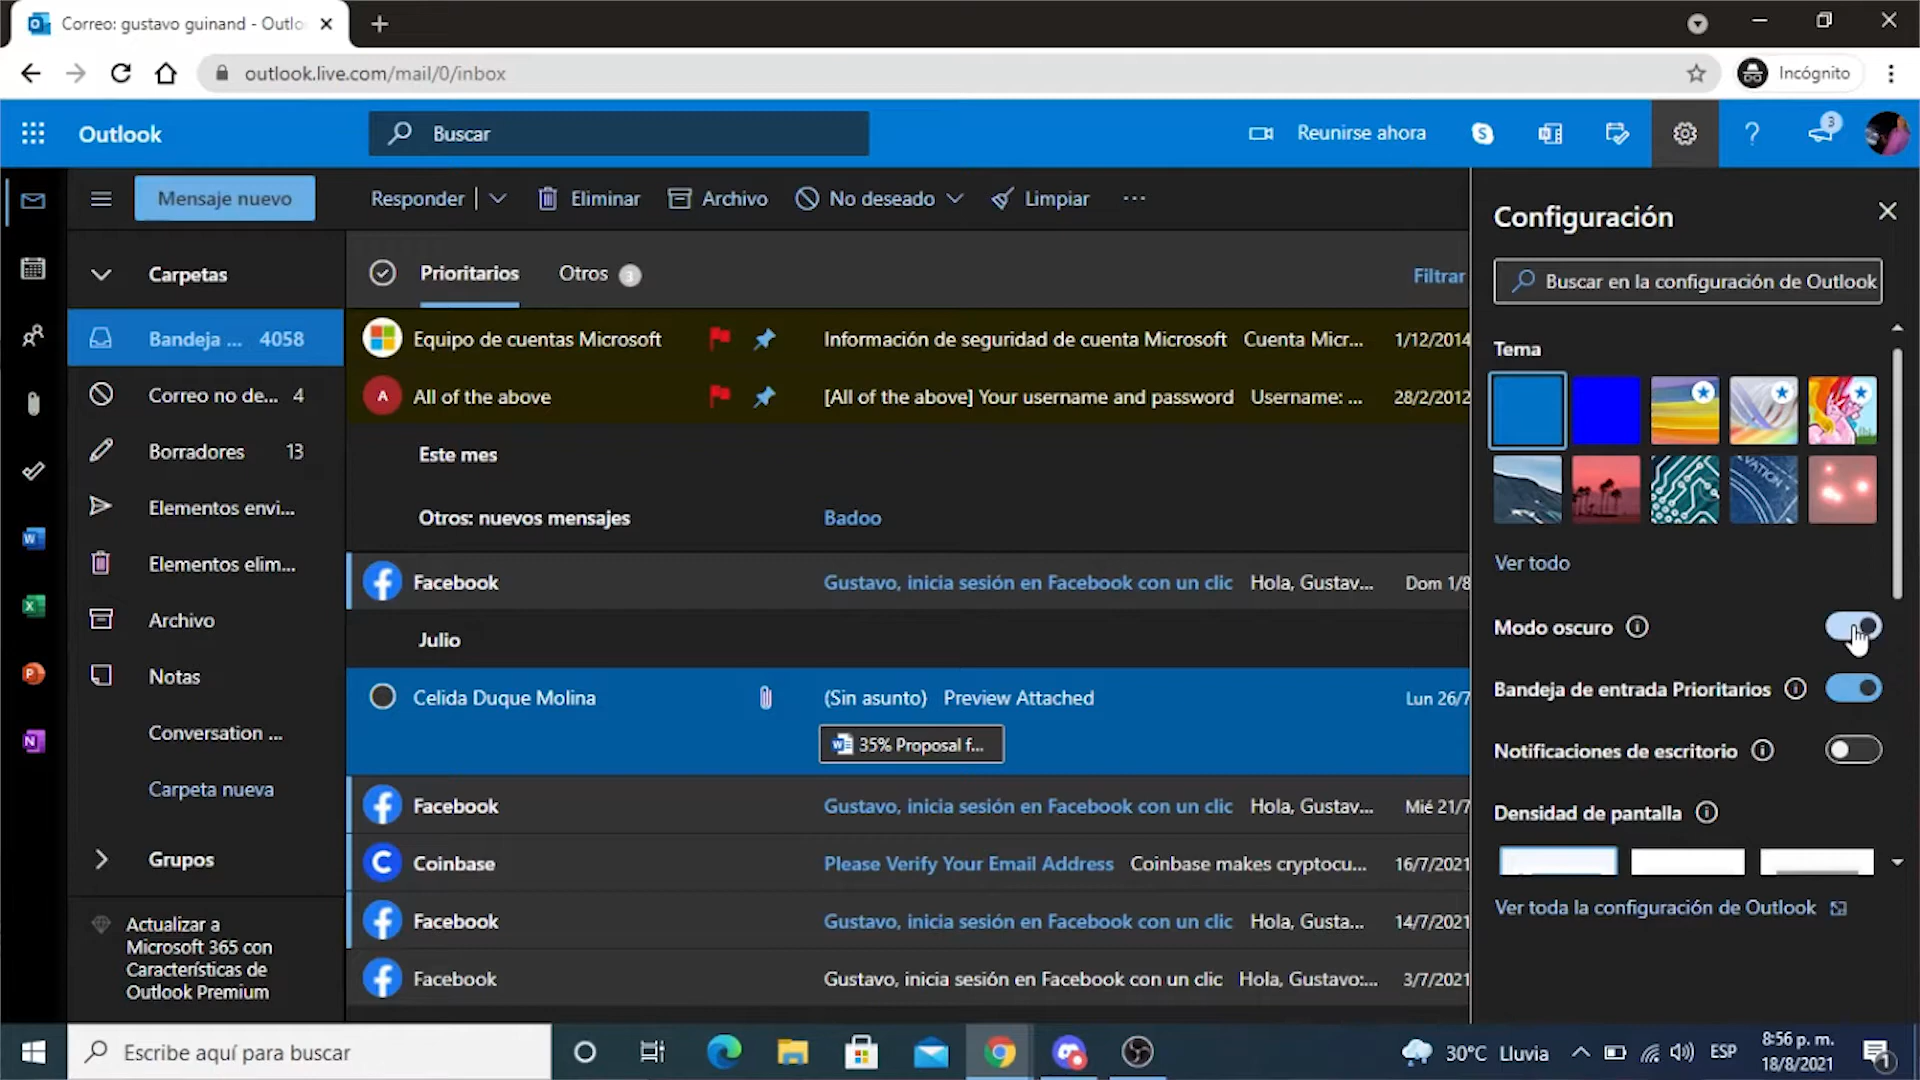 Correo: gustavo guinand - Outlo
outlook.live.com/mail/0/inbox
Incógnito
Outlook
Buscar
Reunirse ahora
3
Mensaje nuevo
Responder
Eliminar
Archivo
No deseado
Limpiar
Carpetas
Bandeja ... 4058
Correo no de... 4
Borradores 13
Elementos envi...
Elementos elim...
Archivo
Notas
Conversation ...
Carpeta nueva
Grupos
Actualizar a
Microsoft 365 con
Características de
Outlook Premium
Prioritarios
Otros 3
Filtrar
Equipo de cuentas Microsoft Información de seguridad de cuenta Microsoft Cuenta Micr... 1/12/2014
A All of the above [All of the above] Your username and password Username: ... 28/2/2012
Este mes
Otros: nuevos mensajes Badoo
Facebook Gustavo, inicia sesión en Facebook con un clic Hola, Gustav... Dom 1/8
Julio
Celida Duque Molina (Sin asunto) Preview Attached Lun 26/7
35% Proposal f...
Facebook Gustavo, inicia sesión en Facebook con un clic Hola, Gustav... Mié 21/7
C Coinbase Please Verify Your Email Address Coinbase makes cryptocu... 16/7/2021
Facebook Gustavo, inicia sesión en Facebook con un clic Hola, Gusta... 14/7/2021
Facebook Gustavo, inicia sesión en Facebook con un clic Hola, Gustavo:... 3/7/2021
Configuración
Buscar en la configuración de Outlook
Tema
Ver todo
Modo oscuro
Bandeja de entrada Prioritarios
Notificaciones de escritorio
Densidad de pantalla
Ver toda la configuración de Outlook
Escribe aquí para buscar
30°C Lluvia
ESP
8:56 p. m.
18/8/2021
1